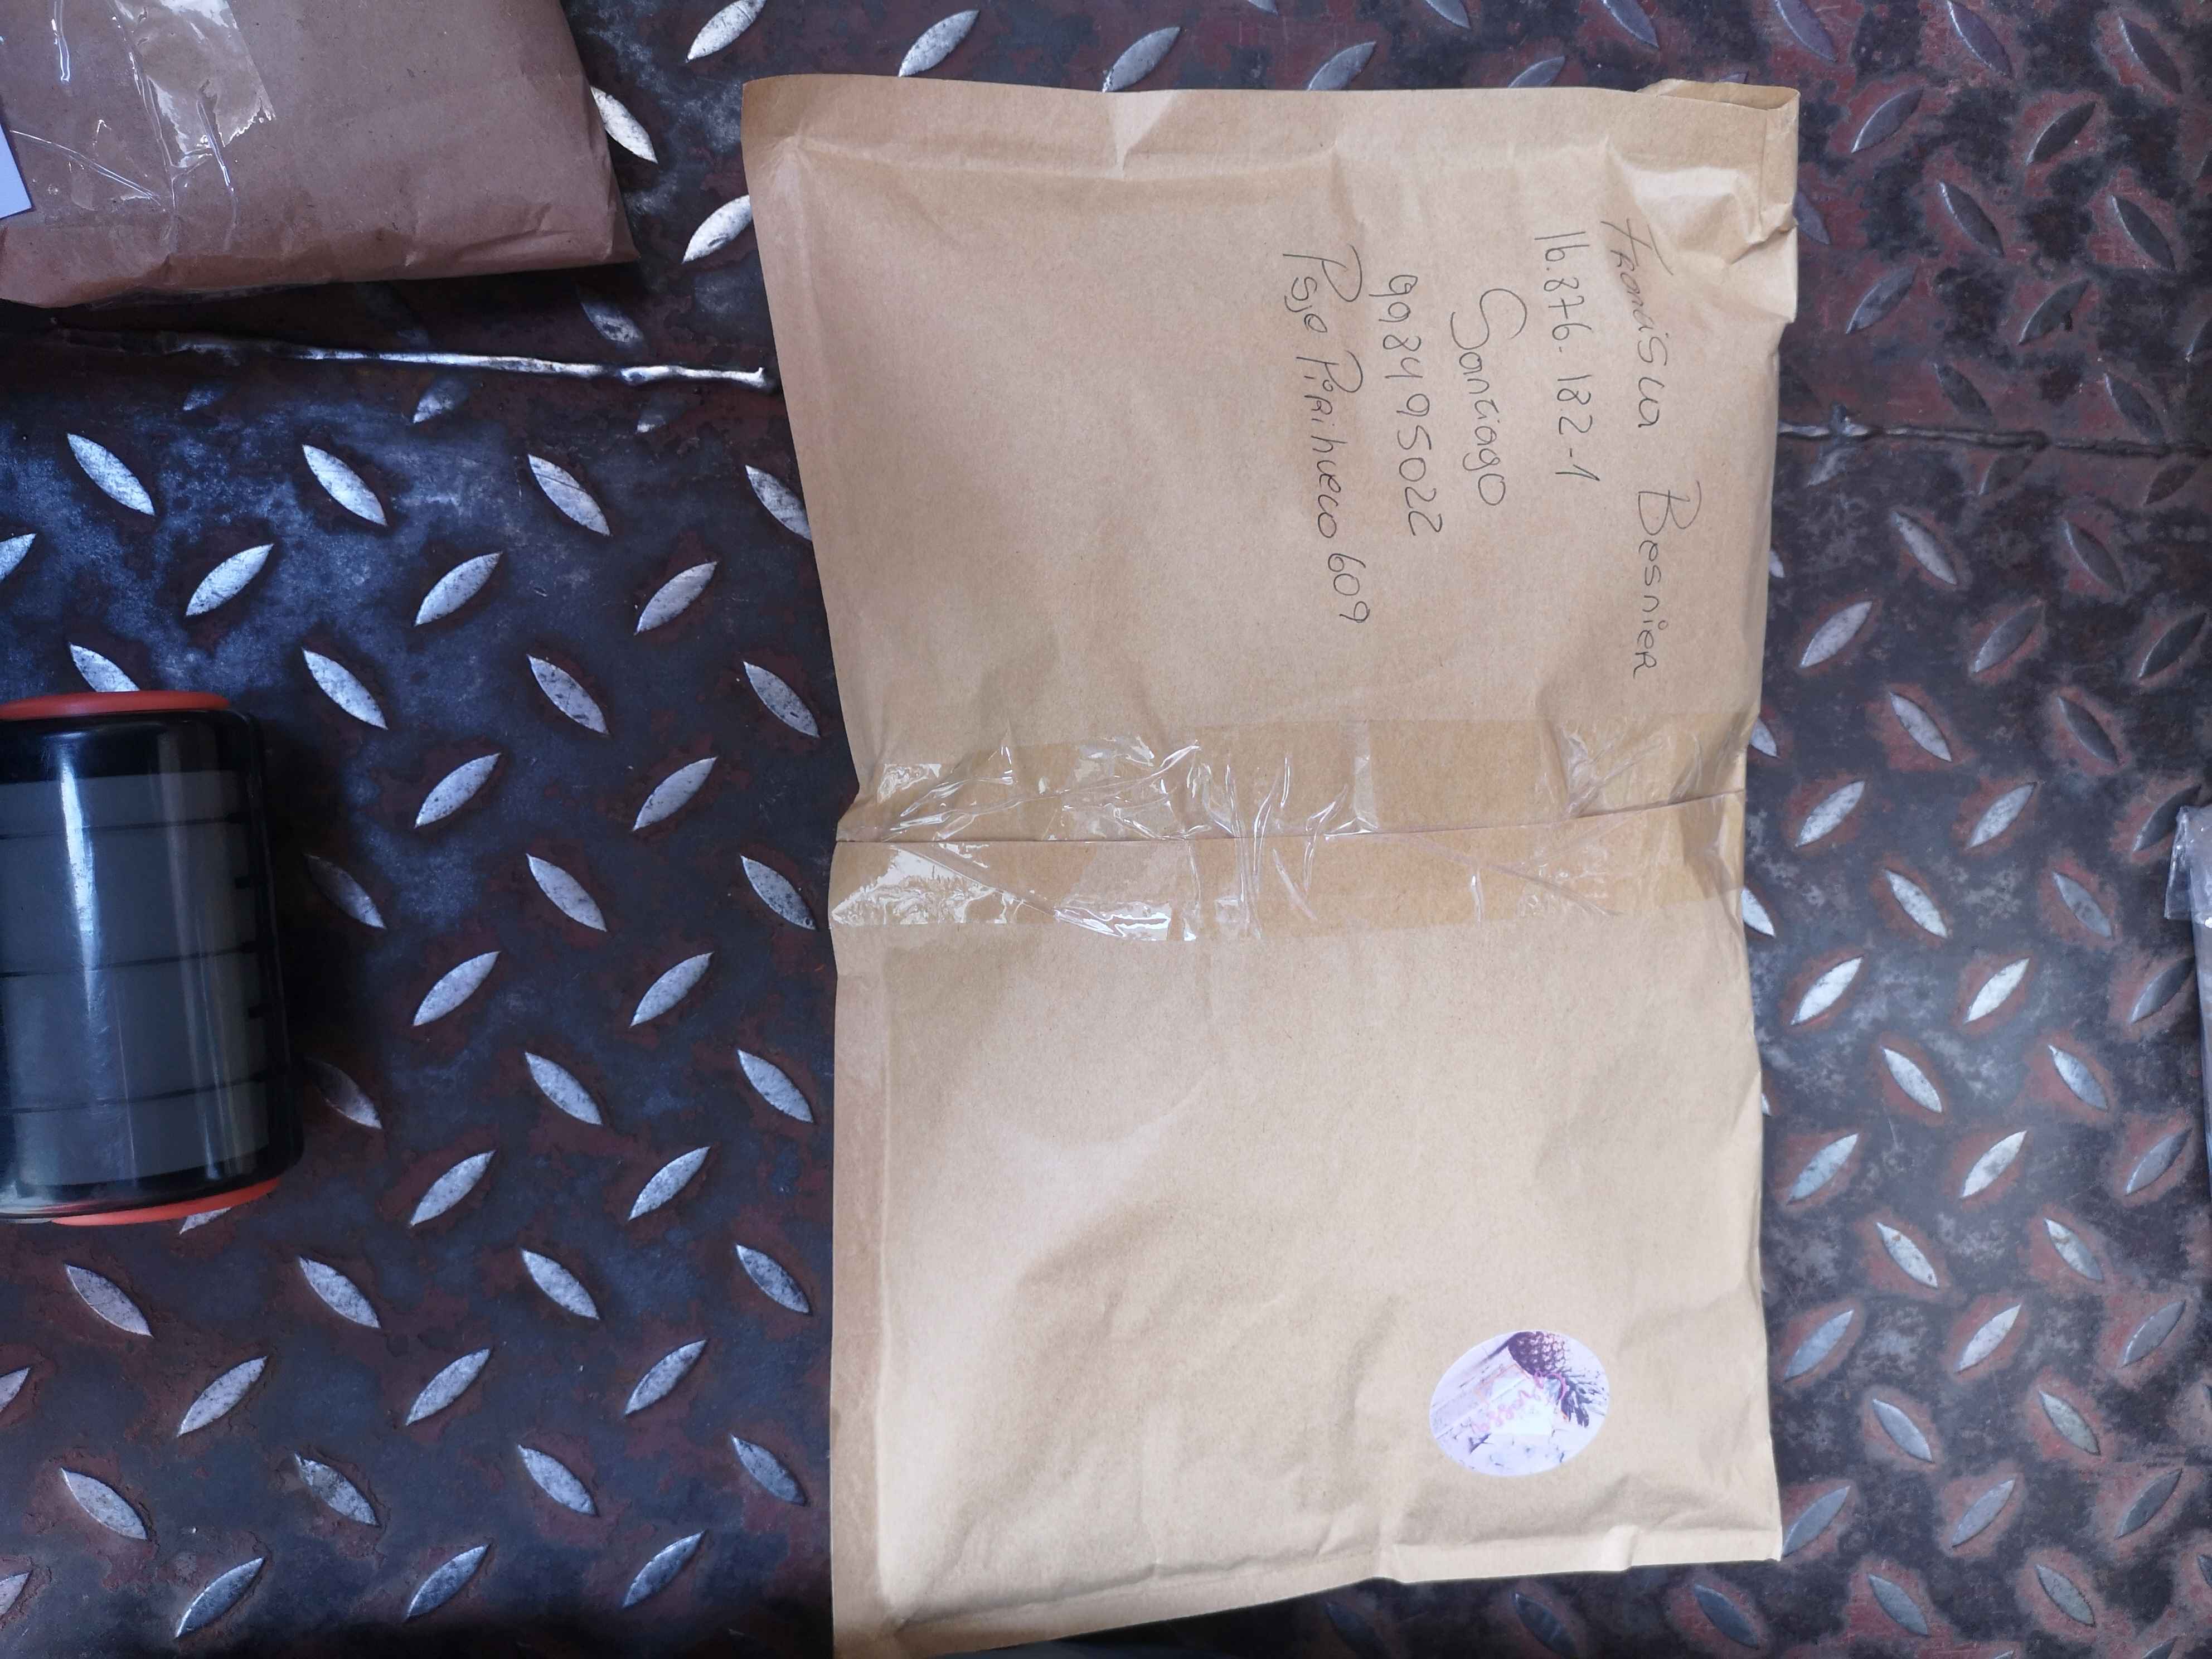 Francisca Besnier
16.876.182-1
Santiago
998495022
Psje Pirihueco 609